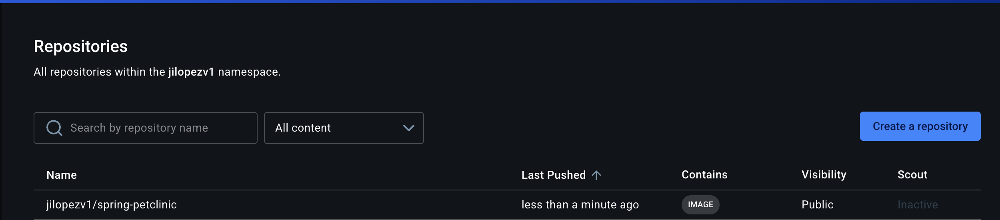 Repositories
All repositories within the jilopezv1 namespace.
Search by repository name
All content
Create a repository
Name Last Pushed Contains Visibility Scout
jilopezv1/spring-petclinic less than a minute ago IMAGE Public Inactive